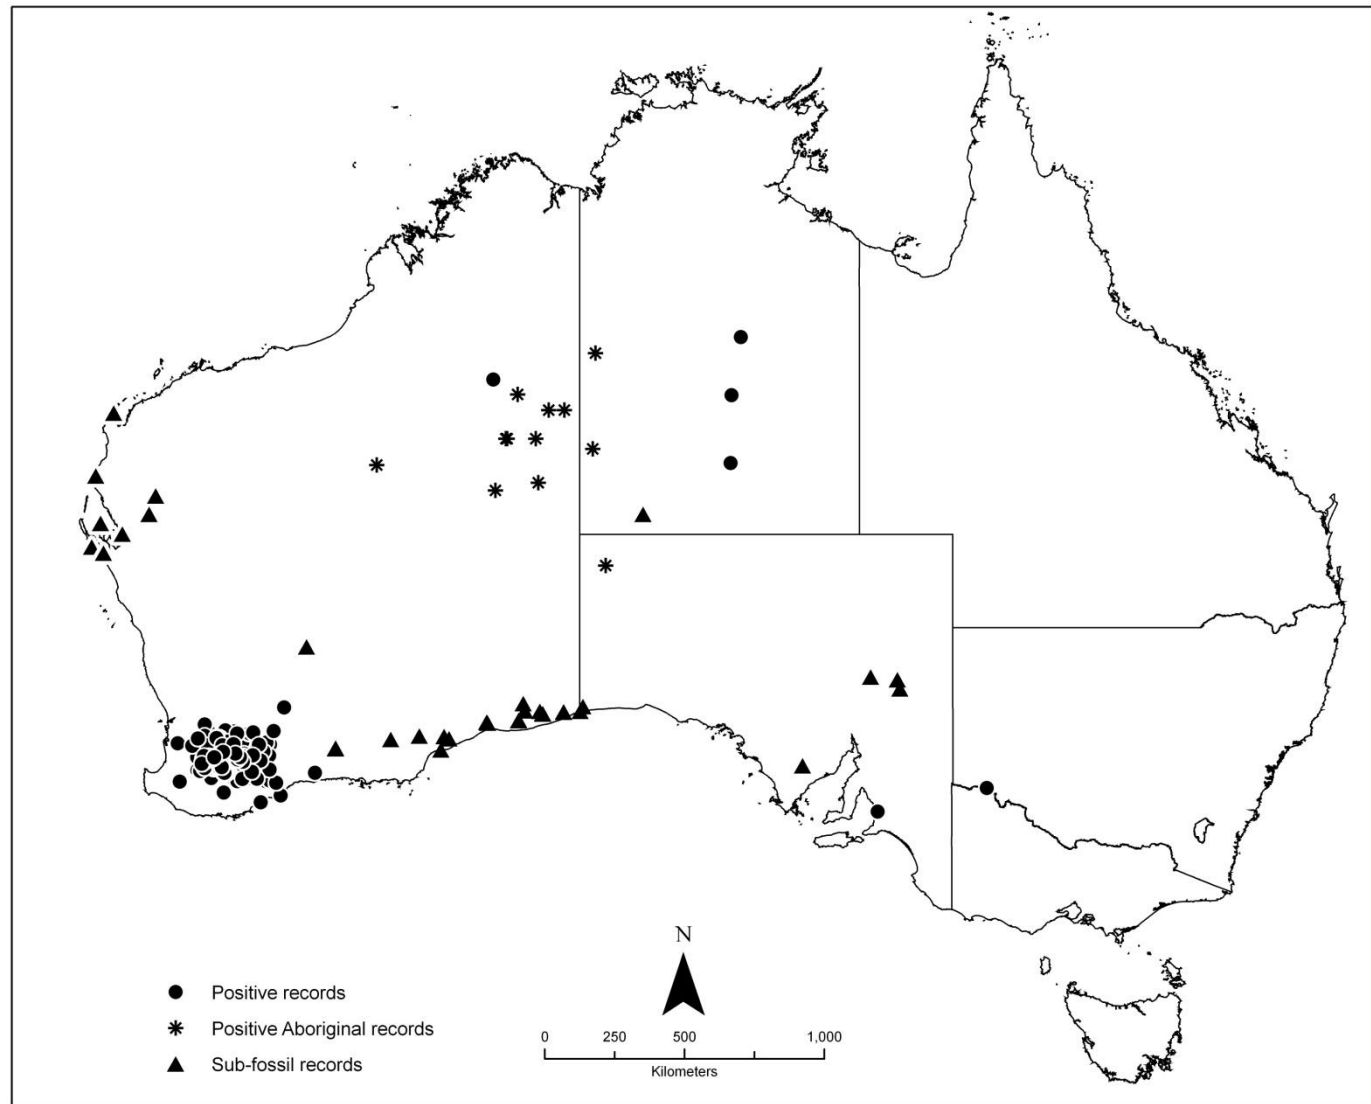 N
Positive records
Positive Aboriginal records
Sub-fossil records
0 250 500 1,000
Kilometers